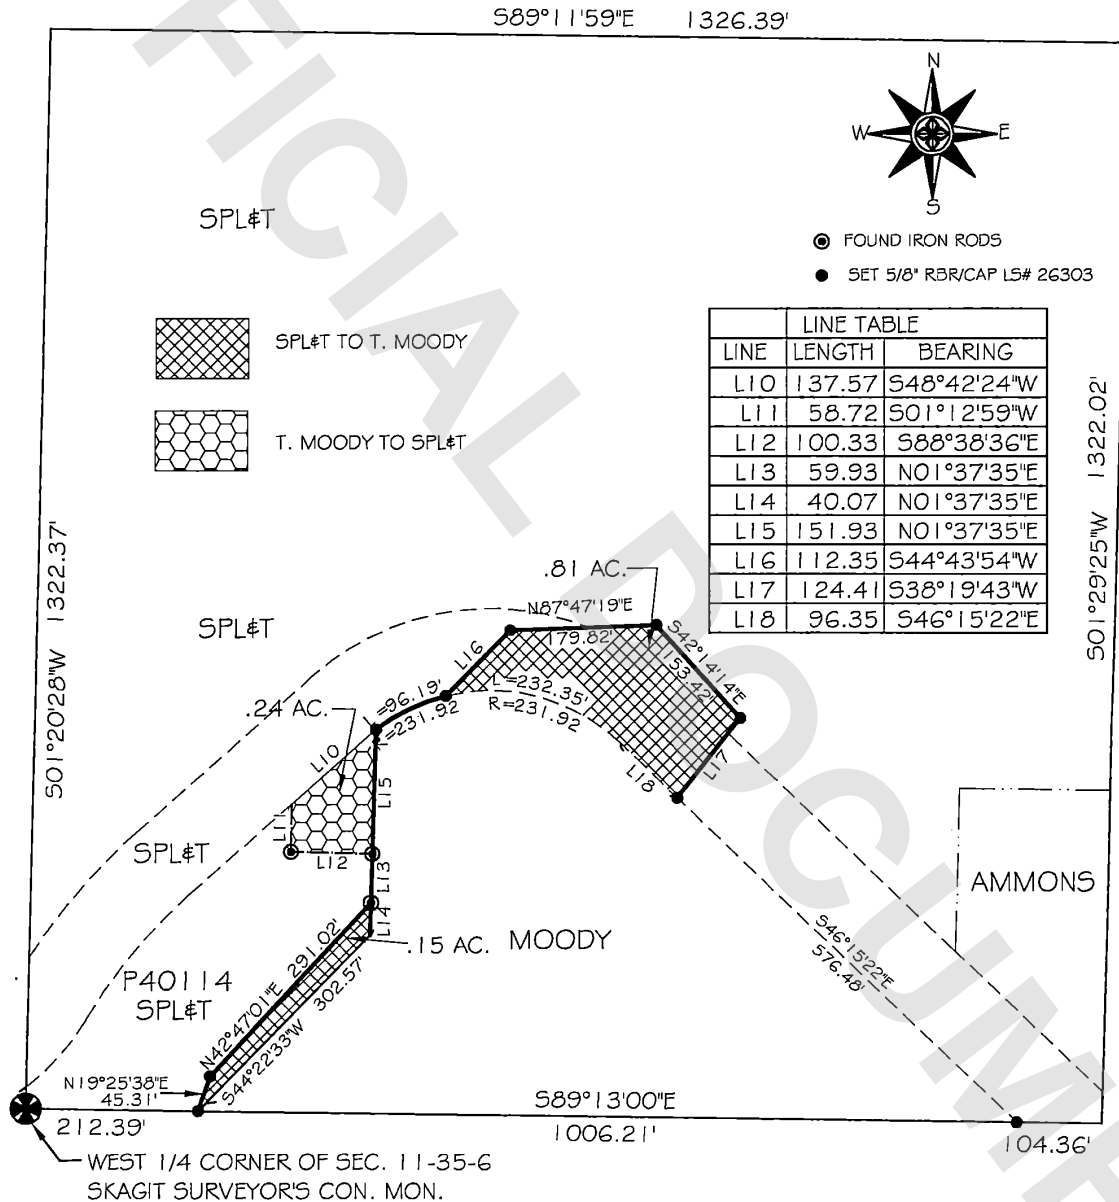 S89°11'59"E 1326.39'
N
W E
S
FOUND IRON RODS
SET 5/8" RBR/CAP LS# 26303
SPL&T
SPL&T TO T. MOODY
T. MOODY TO SPL&T
LINE TABLE
LINE LENGTH BEARING
L10 137.57 S48°42'24"W
L11 58.72 S01°12'59"W
L12 100.33 S88°38'36"E
L13 59.93 N01°37'35"E
L14 40.07 N01°37'35"E
L15 151.93 N01°37'35"E
L16 112.35 S44°43'54"W
L17 124.41 S38°19'43"W
L18 96.35 S46°15'22"E
S01°20'28"W 1322.37'
S01°29'25"W 1322.02'
.81 AC.
N87°47'19"E
179.82'
S42°14'14"E
153.42'
SPL&T
L16
L=232.35'
R=231.92
L=96.19'
R=231.92
.24 AC.
L10
L15
L17
L18
L11
L12
SPL&T
L13
AMMONS
L14
.15 AC.
MOODY
S46°15'22"E
576.48'
P40114
SPL&T
N42°47'01"E 291.02'
S44°22'33"W 302.57'
N19°25'38"E
45.31'
212.39'
S89°13'00"E
1006.21'
104.36'
WEST 1/4 CORNER OF SEC. 11-35-6
SKAGIT SURVEYOR'S CON. MON.
FICIAL DOCUME